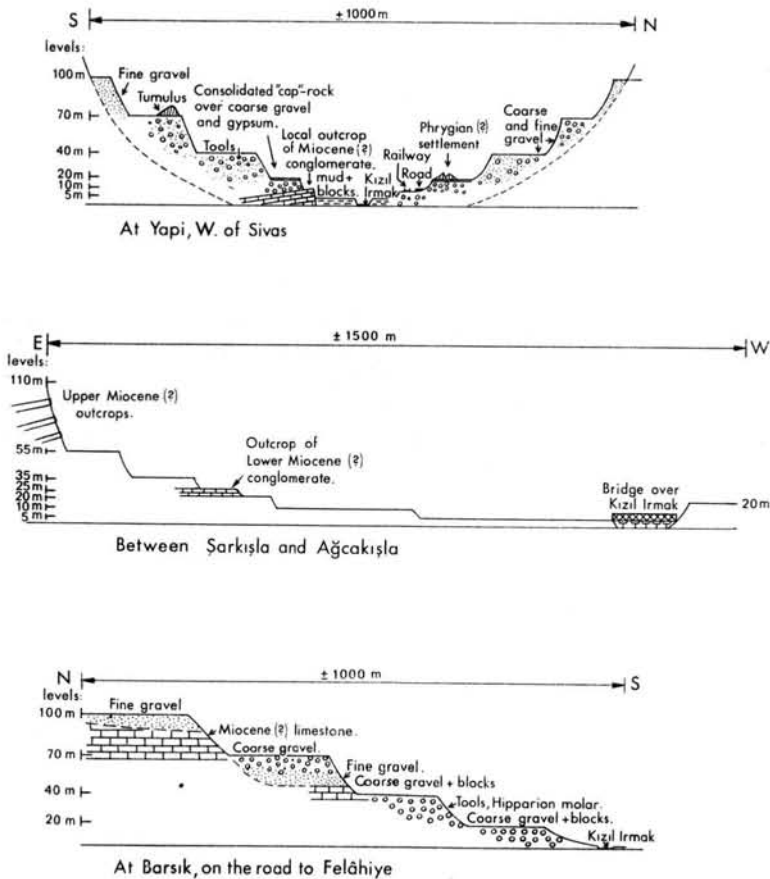 S ±1000m N
levels:
100m
70m
40m
20m
10m
5m
Fine gravel
Tumulus
Consolidated "cap"-rock
over coarse gravel
and gypsum.
Tools
Local outcrop
of Miocene (?)
conglomerate.
mud+
blocks.
Kızıl
Irmak
Railway
Road
Phrygian (?)
settlement
Coarse
and fine
gravel
At Yapi, W. of Sivas
E ±1500 m W
levels:
110m
55m
35m
25m
20m
10m
5m
Upper Miocene (?)
outcrops.
Outcrop of
Lower Miocene (?)
conglomerate.
Bridge over
Kızıl Irmak
20m
Between Şarkışla and Ağcakışla
N ±1000 m S
levels:
100 m
70 m
40 m
20 m
Fine gravel
Miocene (?) limestone.
Coarse gravel.
Fine gravel.
Coarse gravel + blocks
Tools, Hipparion molar.
Coarse gravel + blocks.
Kızıl Irmak
At Barsık, on the road to Felâhiye